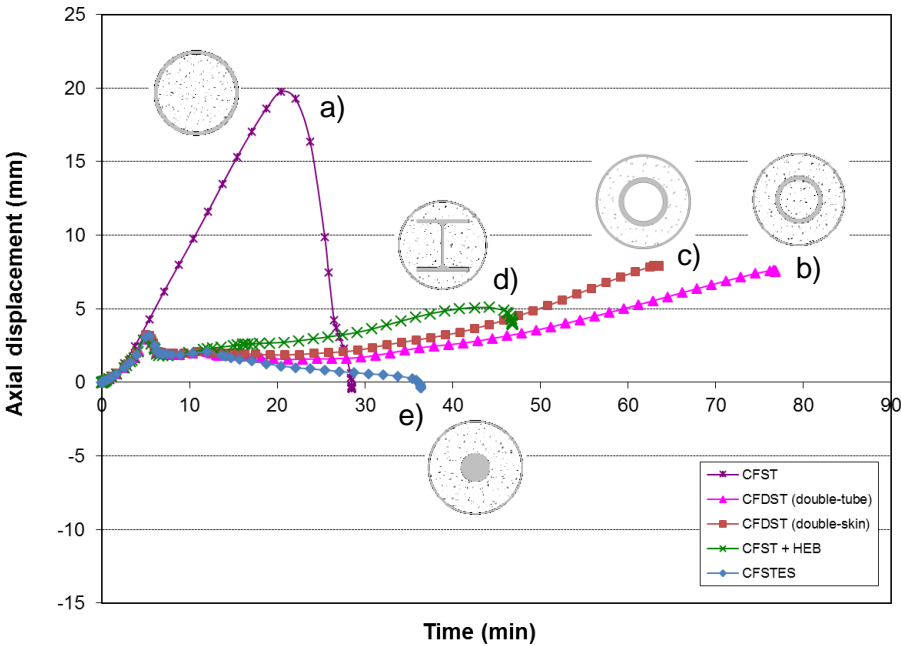 25
20
15
10
5
0
-5
-10
-15
Axial displacement (mm)
0 10 20 30 40 50 60 70 80 90
Time (min)
a)
b)
c)
d)
e)
CFST
CFDST (double-tube)
CFDST (double-skin)
CFST + HEB
CFSTES